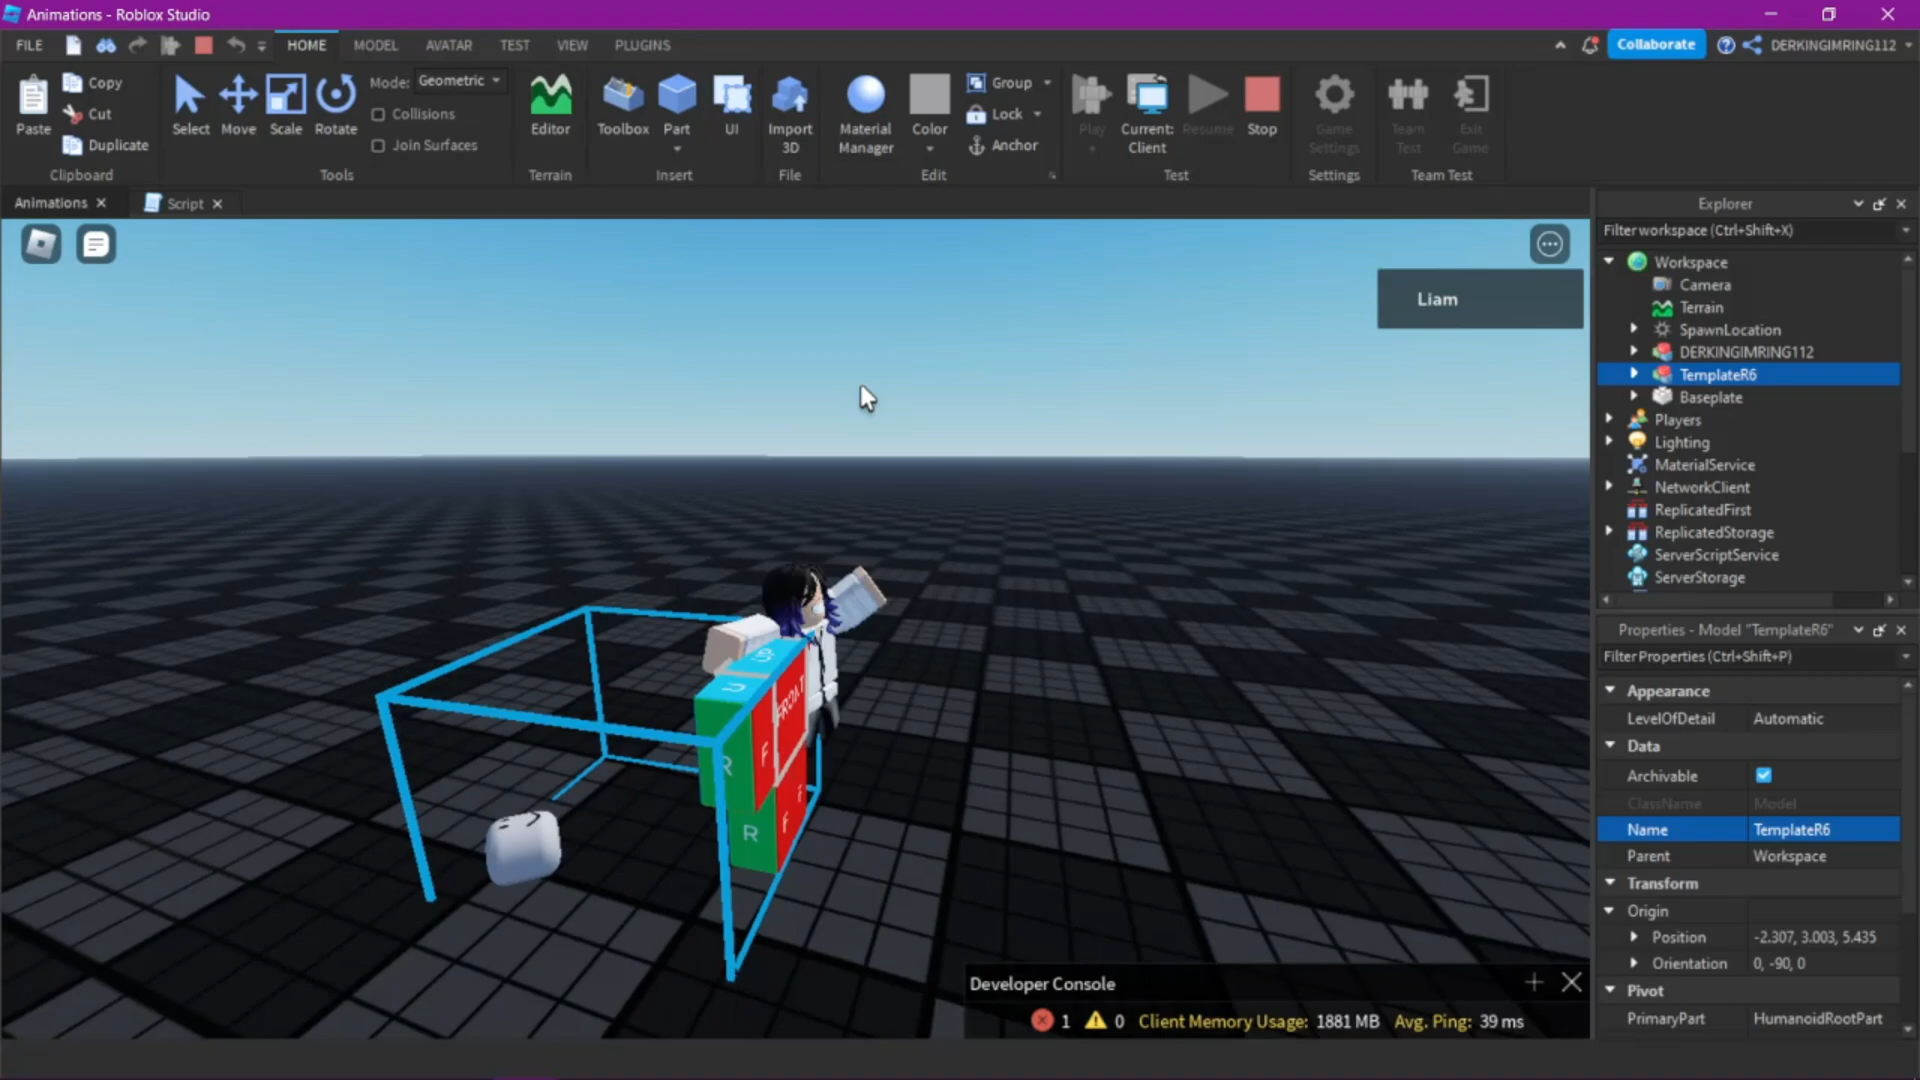 Animations - Roblox Studio
FILE HOME MODEL AVATAR TEST VIEW PLUGINS Collaborate DERKINGIMRING112
Paste Copy Cut Duplicate Clipboard
Select Move Scale Rotate Mode: Geometric Collisions Join Surfaces Tools
Editor Terrain
Toolbox Part UI Insert
Import 3D File
Material Manager Color Group Lock Anchor Edit
Play Current: Client Resume Stop Test
Game Settings Settings
Team Test Exit Game Team Test
Animations Script
Liam
UP
FRONT
R
F
R
F
F
Developer Console
1 0 Client Memory Usage: 1881 MB Avg. Ping: 39 ms
Explorer
Filter workspace (Ctrl+Shift+X)
Workspace
Camera
Terrain
SpawnLocation
DERKINGIMRING112
TemplateR6
Baseplate
Players
Lighting
MaterialService
NetworkClient
ReplicatedFirst
ReplicatedStorage
ServerScriptService
ServerStorage
Properties - Model "TemplateR6"
Filter Properties (Ctrl+Shift+P)
Appearance
LevelOfDetail Automatic
Data
Archivable
ClassName Model
Name TemplateR6
Parent Workspace
Transform
Origin
Position -2.307, 3.003, 5.435
Orientation 0, -90, 0
Pivot
PrimaryPart HumanoidRootPart